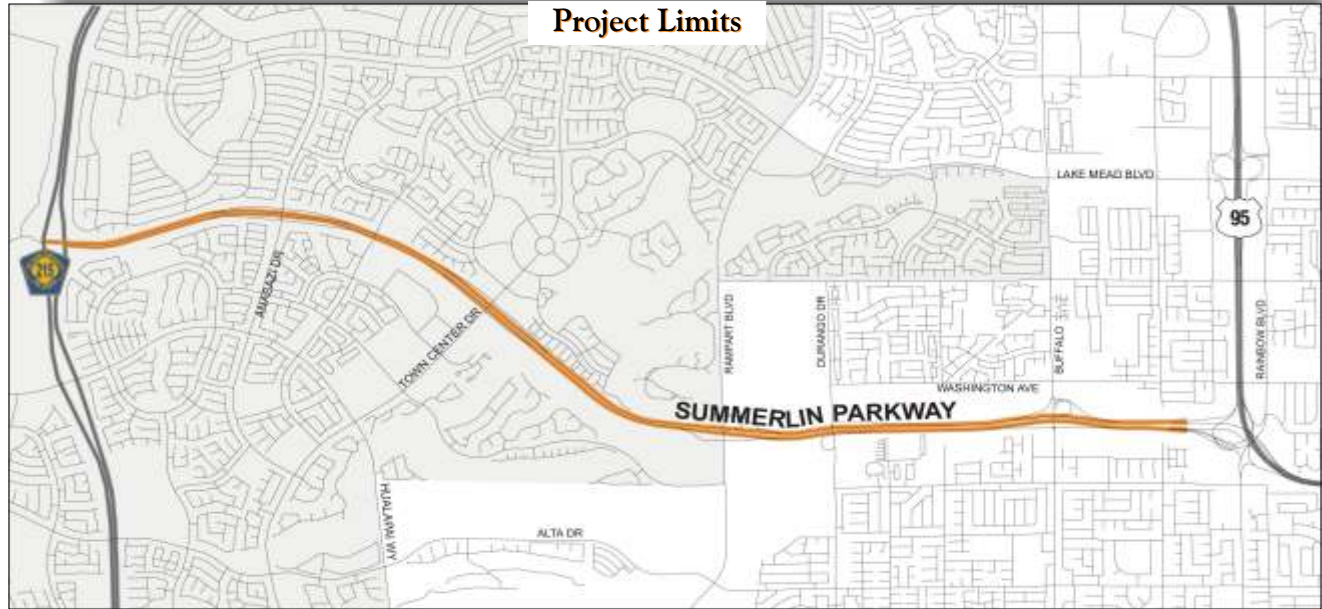 Project Limits
LAKE MEAD BLVD
95
215
ANASAZI DR
TOWN CENTER DR
RAMPART BLVD
DURANGO DR
BUFFALO
RAINBOW BLVD
WASHINGTON AVE
SUMMERLIN PARKWAY
HUALAPAI WY
ALTA DR